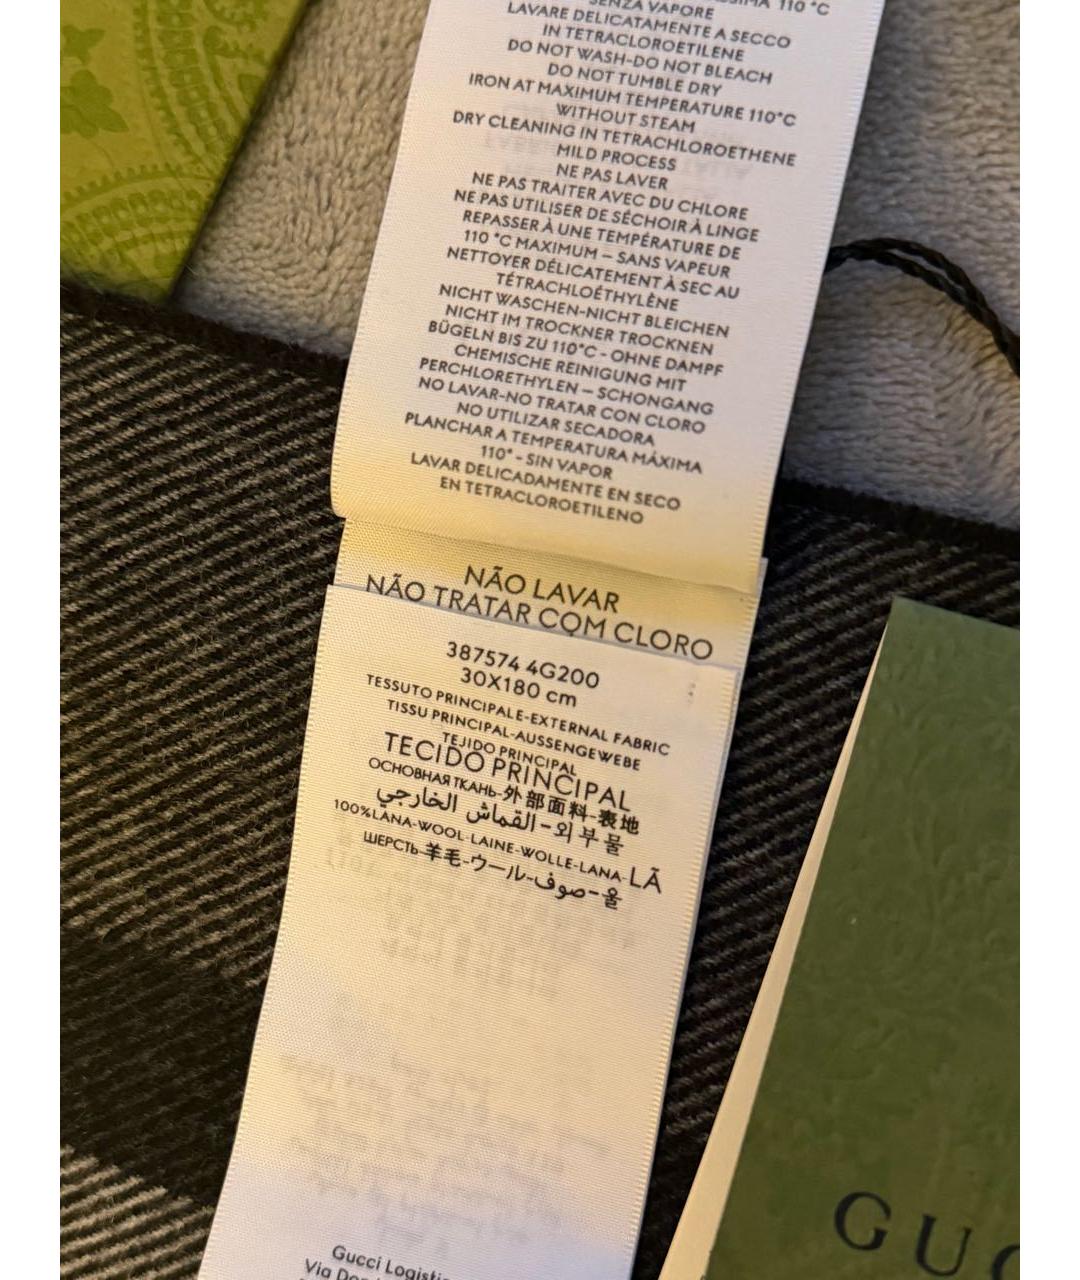 110 °C
SENZA VAPORE
LAVARE DELICATAMENTE A SECCO
IN TETRACLOROETILENE
DO NOT WASH-DO NOT BLEACH
DO NOT TUMBLE DRY
IRON AT MAXIMUM TEMPERATURE 110°C
WITHOUT STEAM
DRY CLEANING IN TETRACHLOROETHENE
MILD PROCESS
NE PAS LAVER
NE PAS TRAITER AVEC DU CHLORE
NE PAS UTILISER DE SÉCHOIR À LINGE
REPASSER À UNE TEMPÉRATURE DE
110 °C MAXIMUM – SANS VAPEUR
NETTOYER DÉLICATEMENT À SEC AU
TÉTRACHLOÉTHYLÈNE
NICHT WASCHEN-NICHT BLEICHEN
NICHT IM TROCKNER TROCKNEN
BÜGELN BIS ZU 110°C - OHNE DAMPF
CHEMISCHE REINIGUNG MIT
PERCHLORETHYLEN – SCHONGANG
NO LAVAR-NO TRATAR CON CLORO
NO UTILIZAR SECADORA
PLANCHAR A TEMPERATURA MÁXIMA
110° - SIN VAPOR
LAVAR DELICADAMENTE EN SECO
EN TETRACLOROETILENO
NÃO LAVAR
NÃO TRATAR COM CLORO
387574 4G200
30X180 cm
TESSUTO PRINCIPALE-EXTERNAL FABRIC
TISSU PRINCIPAL-AUSSENGEWEBE
TEJIDO PRINCIPAL
TECIDO PRINCIPAL
ОСНОВНАЯ ТКАНЬ-外部面料-表地
القماش الخارجي-외부물
100%LANA-WOOL-LAINE-WOLLE-LANA-LÃ
ШЕРСТЬ-羊毛-ウール-صوف-울
Gucci
Via
GUC